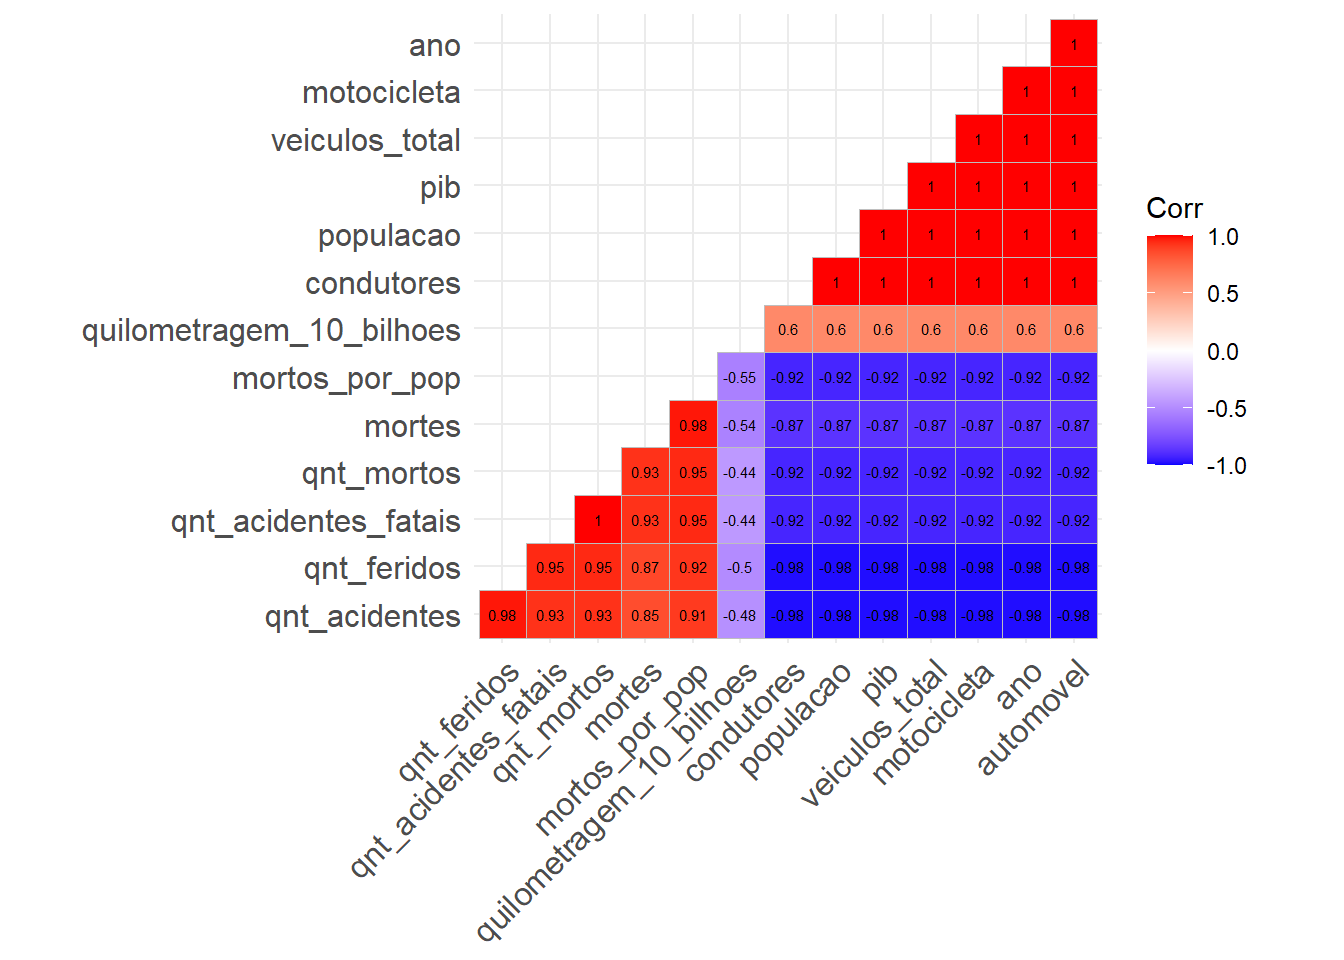 ano 1
motocicleta 1 1
veiculos_total 1 1 1
pib 1 1 1 1
populacao 1 1 1 1 1
condutores 1 1 1 1 1 1
quilometragem_10_bilhoes 0.6 0.6 0.6 0.6 0.6 0.6 0.6
mortos_por_pop -0.55 -0.92 -0.92 -0.92 -0.92 -0.92 -0.92 -0.92
mortes 0.98 -0.54 -0.87 -0.87 -0.87 -0.87 -0.87 -0.87 -0.87
qnt_mortos 0.93 0.95 -0.44 -0.92 -0.92 -0.92 -0.92 -0.92 -0.92 -0.92
qnt_acidentes_fatais 1 0.93 0.95 -0.44 -0.92 -0.92 -0.92 -0.92 -0.92 -0.92 -0.92
qnt_feridos 0.95 0.95 0.87 0.92 -0.5 -0.98 -0.98 -0.98 -0.98 -0.98 -0.98 -0.98
qnt_acidentes 0.98 0.93 0.93 0.85 0.91 -0.48 -0.98 -0.98 -0.98 -0.98 -0.98 -0.98 -0.98
qnt_feridos
qnt_acidentes_fatais
qnt_mortos
mortes
mortos_por_pop
quilometragem_10_bilhoes
condutores
populacao
pib
veiculos_total
motocicleta
ano
automovel
Corr
1.0
0.5
0.0
-0.5
-1.0